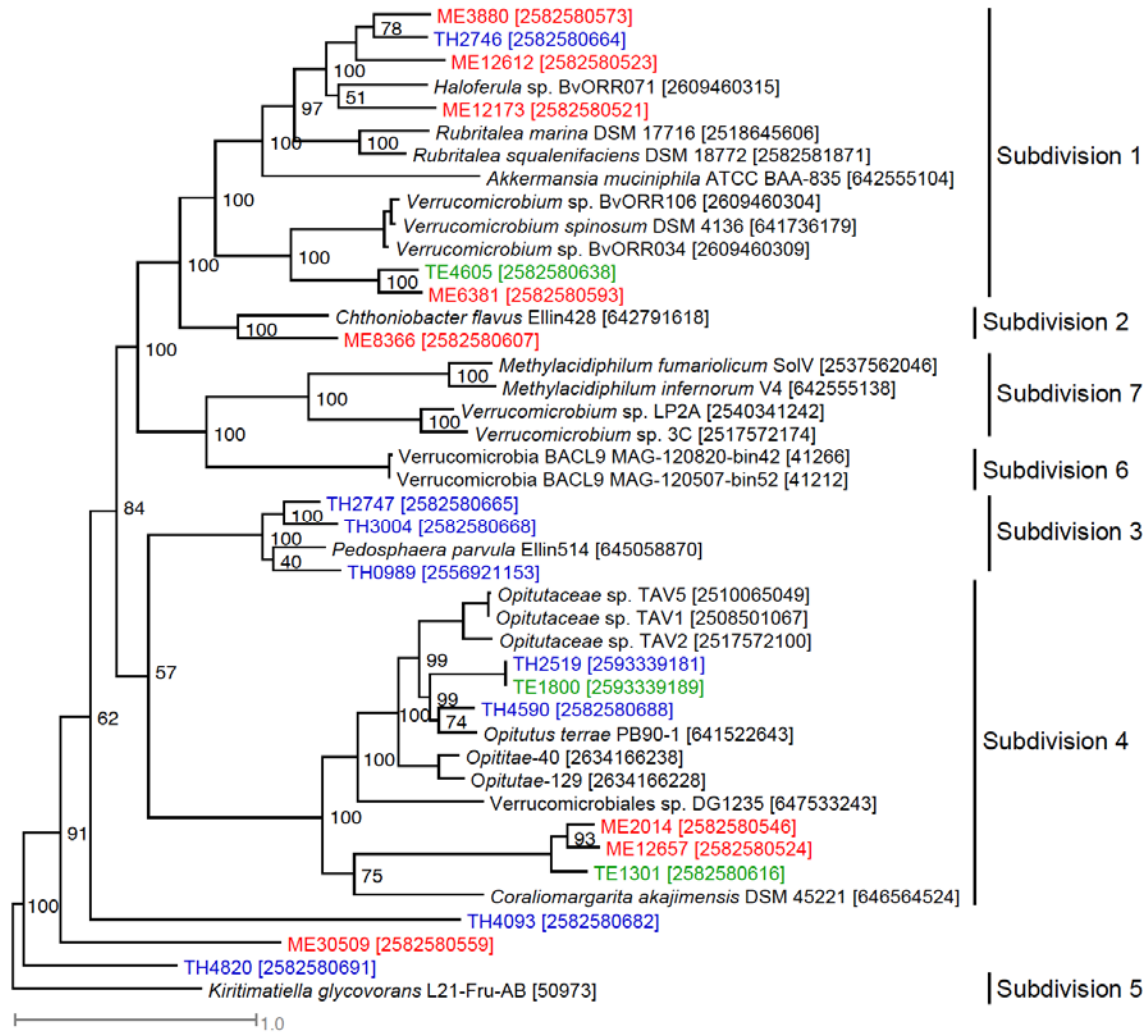 ME3880 [2582580573]
78
TH2746 [2582580664]
100
ME12612 [2582580523]
Haloferula sp. BvORR071 [2609460315]
97
51
ME12173 [2582580521]
Subdivision 1
Rubritalea marina DSM 17716 [2518645606]
100
100
Rubritalea squalenifaciens DSM 18772 [2582581871]
Akkermansia muciniphila ATCC BAA-835 [642555104]
100
Verrucomicrobium sp. BvORR106 [2609460304]
Verrucomicrobium spinosum DSM 4136 [641736179]
100
Verrucomicrobium sp. BvORR034 [2609460309]
100
TE4605 [2582580638]
100
ME6381 [2582580593]
Chthoniobacter flavus Ellin428 [642791618]
Subdivision 2
100
100
ME8366 [2582580607]
Methylacidiphilum fumariolicum SolV [2537562046]
100
Methylacidiphilum infernorum V4 [642555138]
Subdivision 7
100
Verrucomicrobium sp. LP2A [2540341242]
100
Verrucomicrobium sp. 3C [2517572174]
100
Verrucomicrobia BACL9 MAG-120820-bin42 [41266]
Subdivision 6
Verrucomicrobia BACL9 MAG-120507-bin52 [41212]
84
TH2747 [2582580665]
100
TH3004 [2582580668]
Subdivision 3
100
Pedosphaera parvula Ellin514 [645058870]
40
TH0989 [2556921153]
Opitutaceae sp. TAV5 [2510065049]
Opitutaceae sp. TAV1 [2508501067]
Opitutaceae sp. TAV2 [2517572100]
99
TH2519 [2593339181]
57
TE1800 [2593339189]
99
TH4590 [2582580688]
100
74
62
Opitutus terrae PB90-1 [641522643]
Subdivision 4
Opititae-40 [2634166238]
100
Opitutae-129 [2634166228]
Verrucomicrobiales sp. DG1235 [647533243]
100
ME2014 [2582580546]
91
93
ME12657 [2582580524]
TE1301 [2582580616]
75
Coraliomargarita akajimensis DSM 45221 [646564524]
100
TH4093 [2582580682]
ME30509 [2582580559]
TH4820 [2582580691]
Kiritimatiella glycovorans L21-Fru-AB [50973]
Subdivision 5
1.0